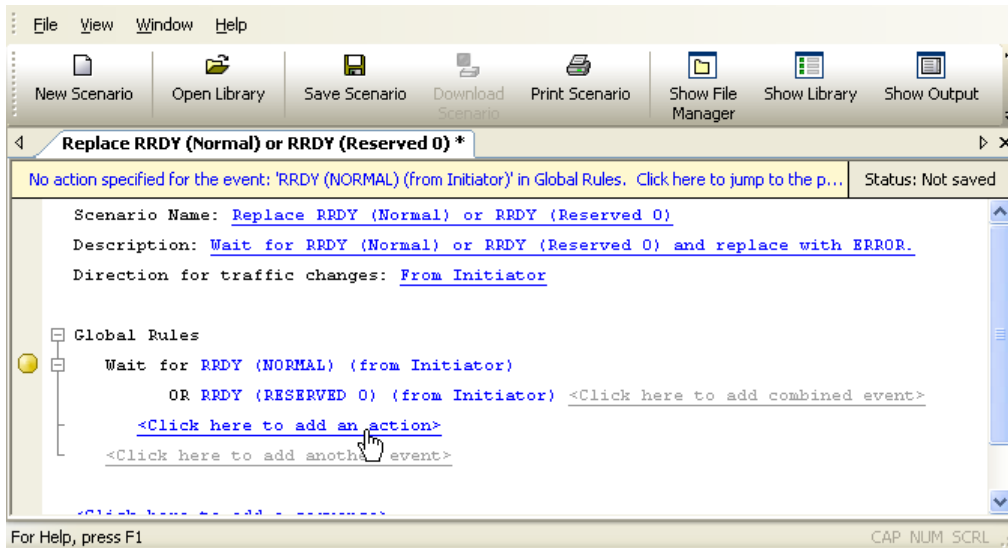 File View Window Help
New Scenario Open Library Save Scenario Download Scenario Print Scenario Show File Manager Show Library Show Output
Replace RRDY (Normal) or RRDY (Reserved 0) *
No action specified for the event: 'RRDY (NORMAL) (from Initiator)' in Global Rules. Click here to jump to the p... Status: Not saved
Scenario Name: Replace RRDY (Normal) or RRDY (Reserved 0)
Description: Wait for RRDY (Normal) or RRDY (Reserved 0) and replace with ERROR.
Direction for traffic changes: From Initiator
Global Rules
Wait for RRDY (NORMAL) (from Initiator)
OR RRDY (RESERVED 0) (from Initiator) <Click here to add combined event>
<Click here to add an action>
<Click here to add another event>
<Click here to add a sequence>
For Help, press F1 CAP NUM SCRL